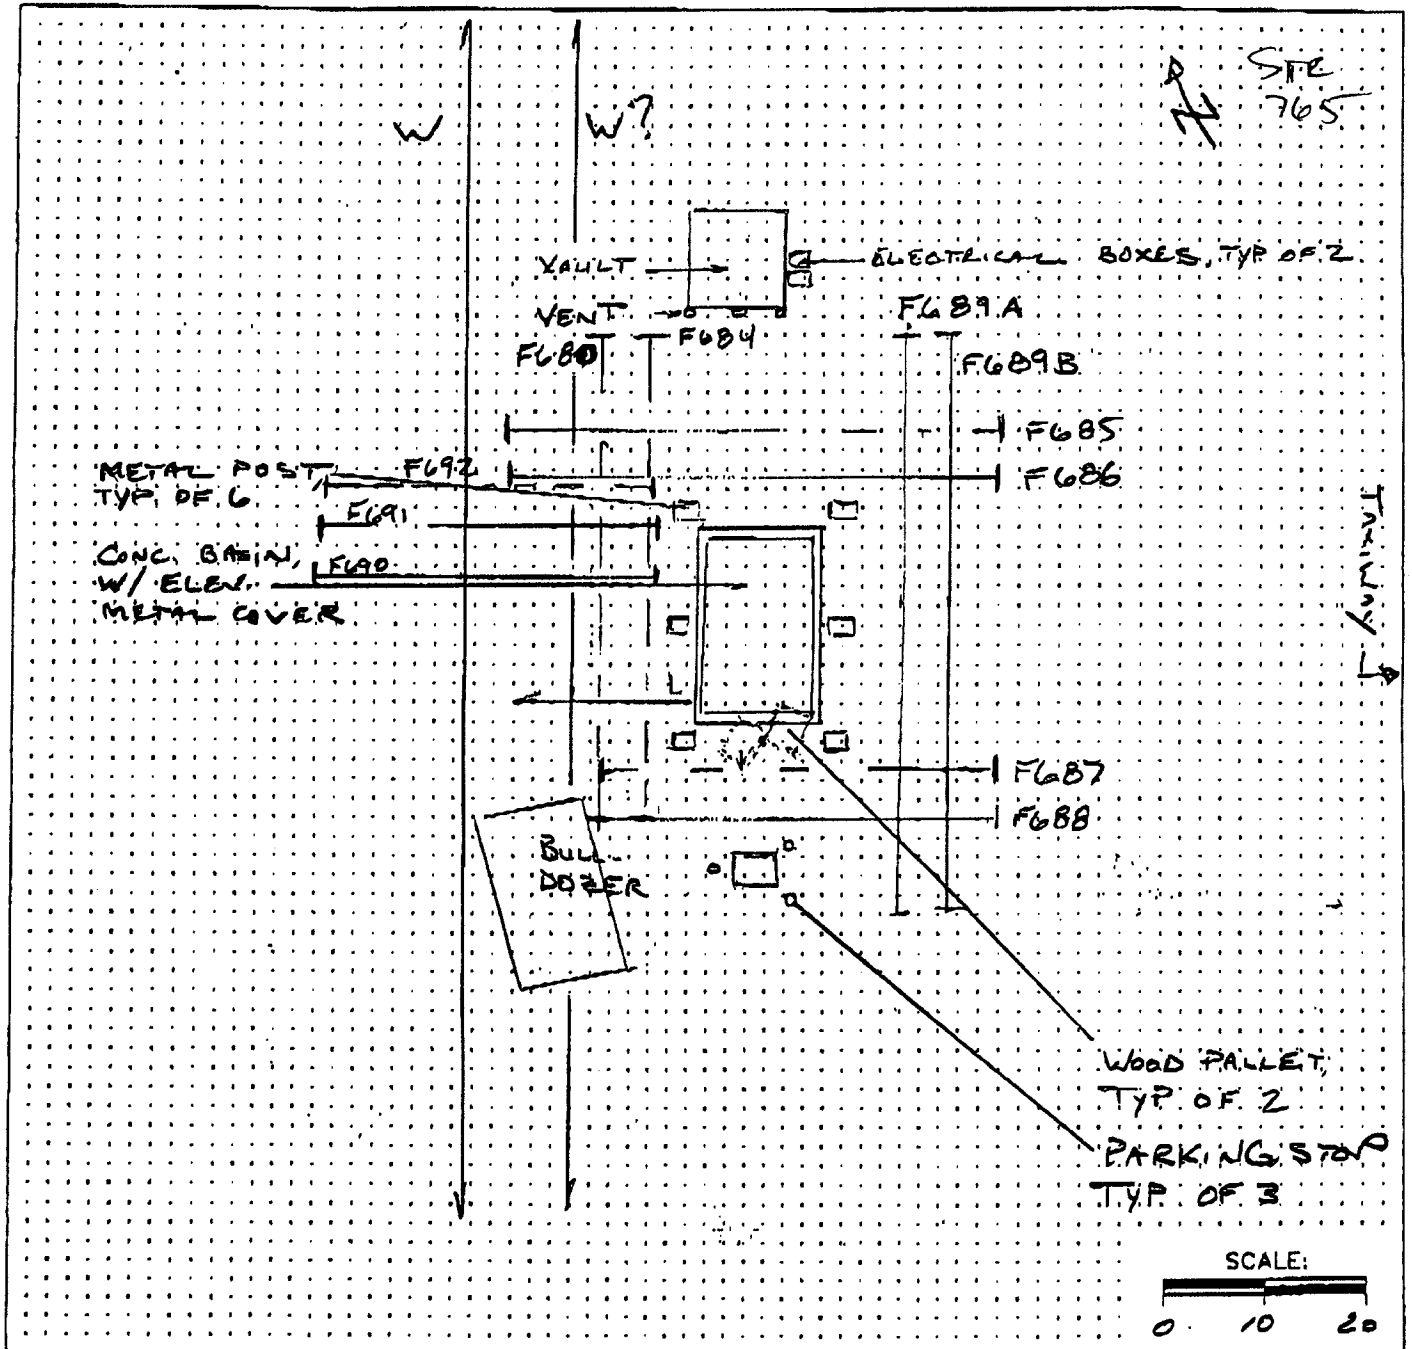 W
W?
STR
765
VAULT
ELECTRICAL BOXES, TYP OF 2
VENT
F684
F689A
F680
F689B
F685
METAL POST,
TYP. OF 6
F692
F686
F691
CONC. BASIN,
W/ ELEV.
METAL COVER
F690
TAXIWAY
L
F687
F688
BULL-
DOZER
WOOD PALLET,
TYP OF 2
PARKING STOP
TYP OF 3
SCALE:
0 10 20